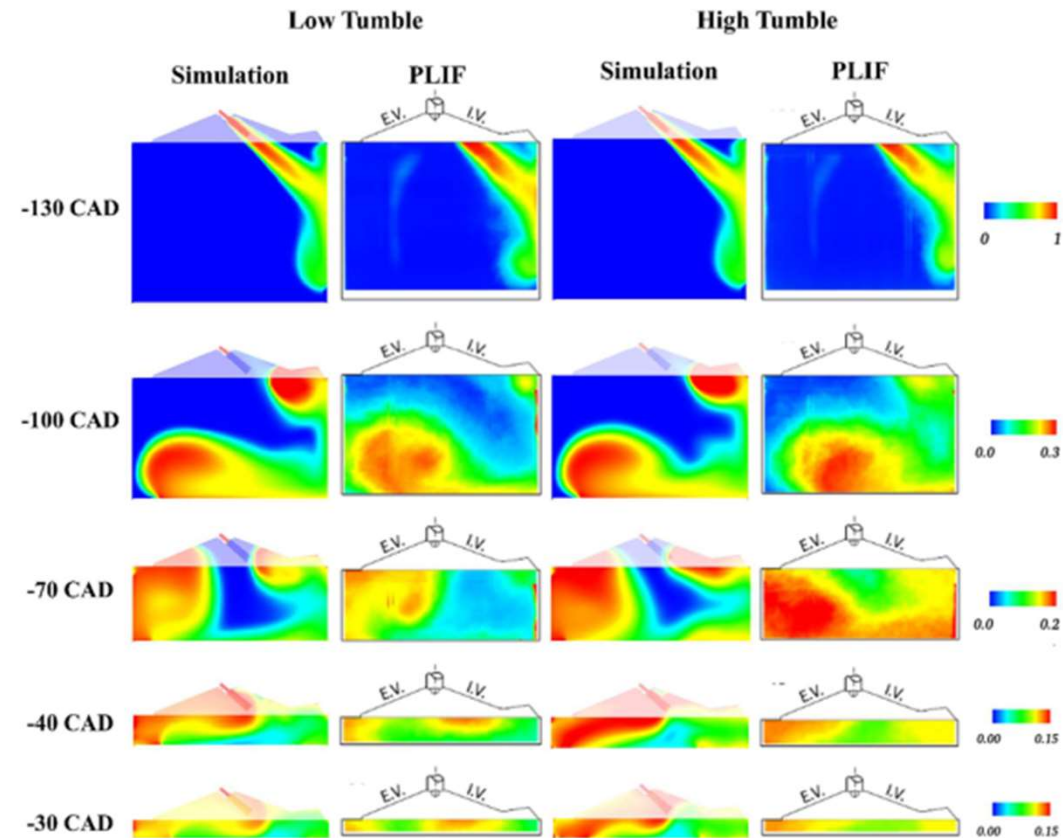 Low Tumble High Tumble
Simulation PLIF Simulation PLIF
E.V. I.V. E.V. I.V.
-130 CAD
0 1
E.V. I.V. E.V. I.V.
-100 CAD
0.0 0.3
E.V. I.V. E.V. I.V.
-70 CAD
0.0 0.2
E.V. I.V. E.V. I.V.
-40 CAD
0.00 0.15
E.V. I.V. E.V. I.V.
-30 CAD
0.00 0.15